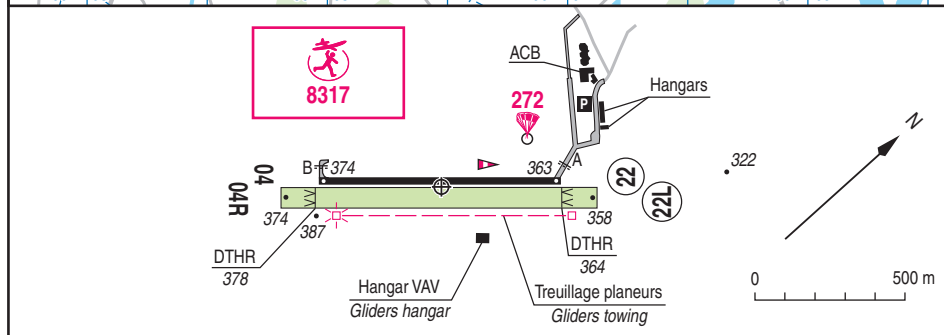 ACB
8317
272
P
Hangars
N
B
374
363
A
322
04
04R
22
22L
374
387
358
DTHR
378
DTHR
364
Hangar VAV
Gliders hangar
Treuillage planeurs
Gliders towing
0
500 m